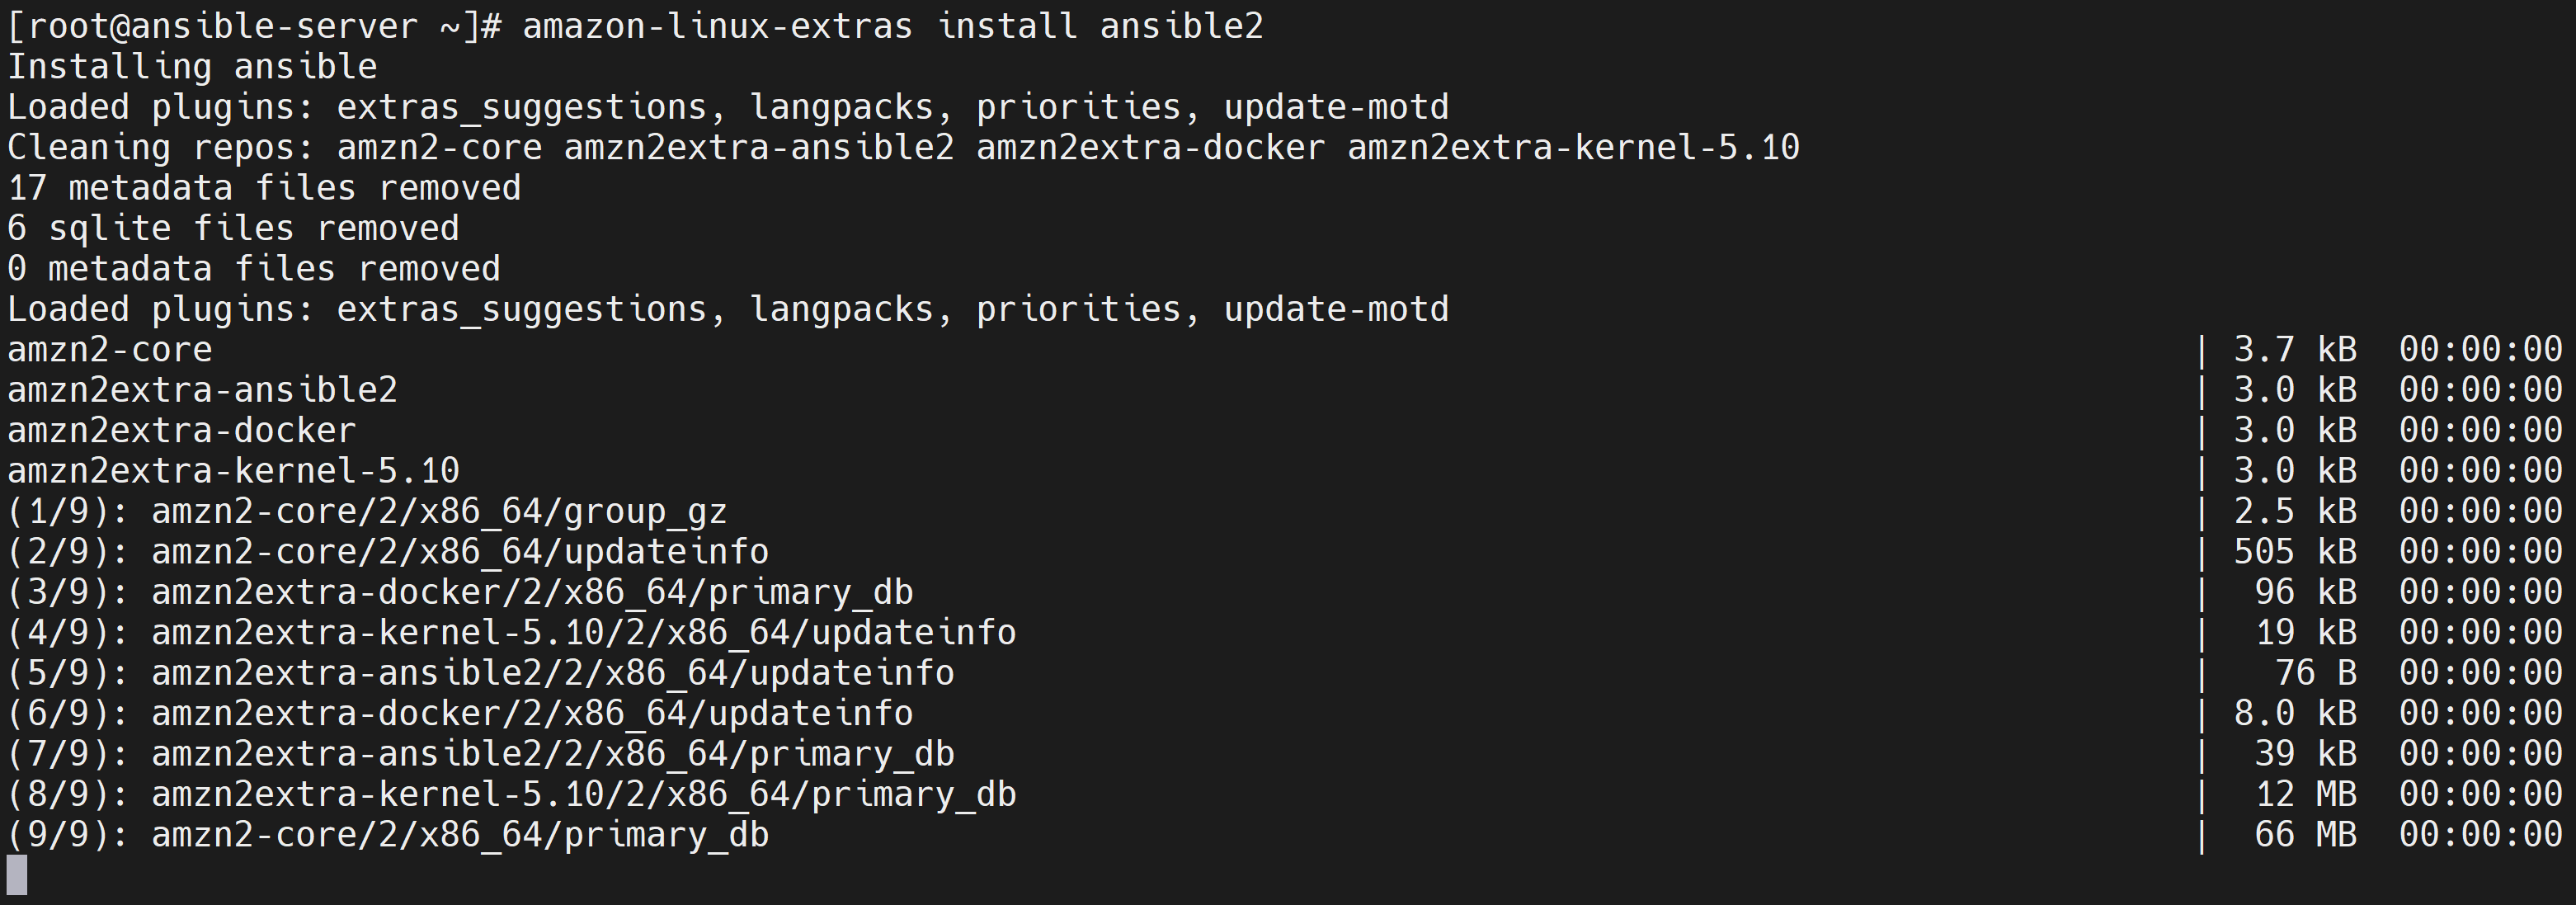 [root@ansible-server ~]# amazon-linux-extras install ansible2
Installing ansible
Loaded plugins: extras_suggestions, langpacks, priorities, update-motd
Cleaning repos: amzn2-core amzn2extra-ansible2 amzn2extra-docker amzn2extra-kernel-5.10
17 metadata files removed
6 sqlite files removed
0 metadata files removed
Loaded plugins: extras_suggestions, langpacks, priorities, update-motd
amzn2-core | 3.7 kB 00:00:00
amzn2extra-ansible2 | 3.0 kB 00:00:00
amzn2extra-docker | 3.0 kB 00:00:00
amzn2extra-kernel-5.10 | 3.0 kB 00:00:00
(1/9): amzn2-core/2/x86_64/group_gz | 2.5 kB 00:00:00
(2/9): amzn2-core/2/x86_64/updateinfo | 505 kB 00:00:00
(3/9): amzn2extra-docker/2/x86_64/primary_db | 96 kB 00:00:00
(4/9): amzn2extra-kernel-5.10/2/x86_64/updateinfo | 19 kB 00:00:00
(5/9): amzn2extra-ansible2/2/x86_64/updateinfo | 76 B 00:00:00
(6/9): amzn2extra-docker/2/x86_64/updateinfo | 8.0 kB 00:00:00
(7/9): amzn2extra-ansible2/2/x86_64/primary_db | 39 kB 00:00:00
(8/9): amzn2extra-kernel-5.10/2/x86_64/primary_db | 12 MB 00:00:00
(9/9): amzn2-core/2/x86_64/primary_db | 66 MB 00:00:00